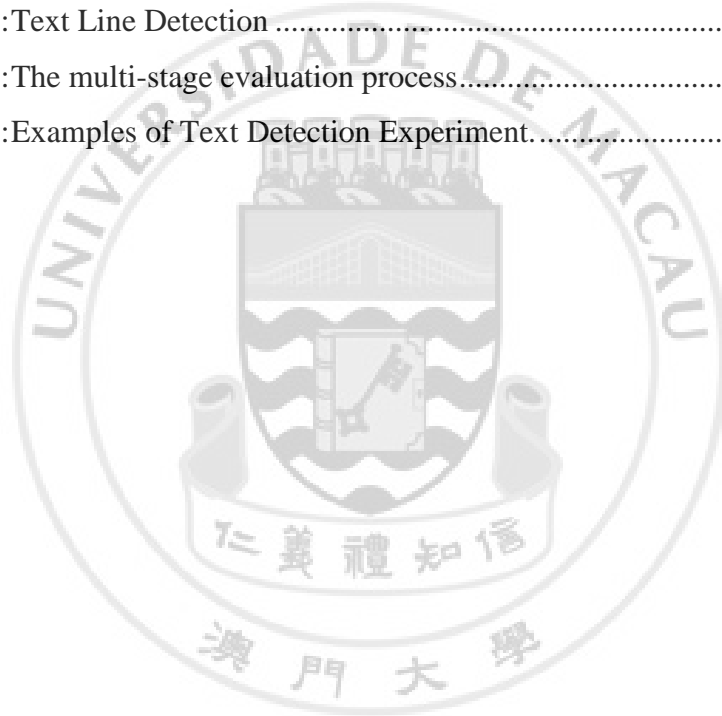 :Text Line Detection ......................................................
:The multi-stage evaluation process................................
:Examples of Text Detection Experiment. ......................
UNIVERSIDADE DE MACAU
仁義禮知信
澳門大學